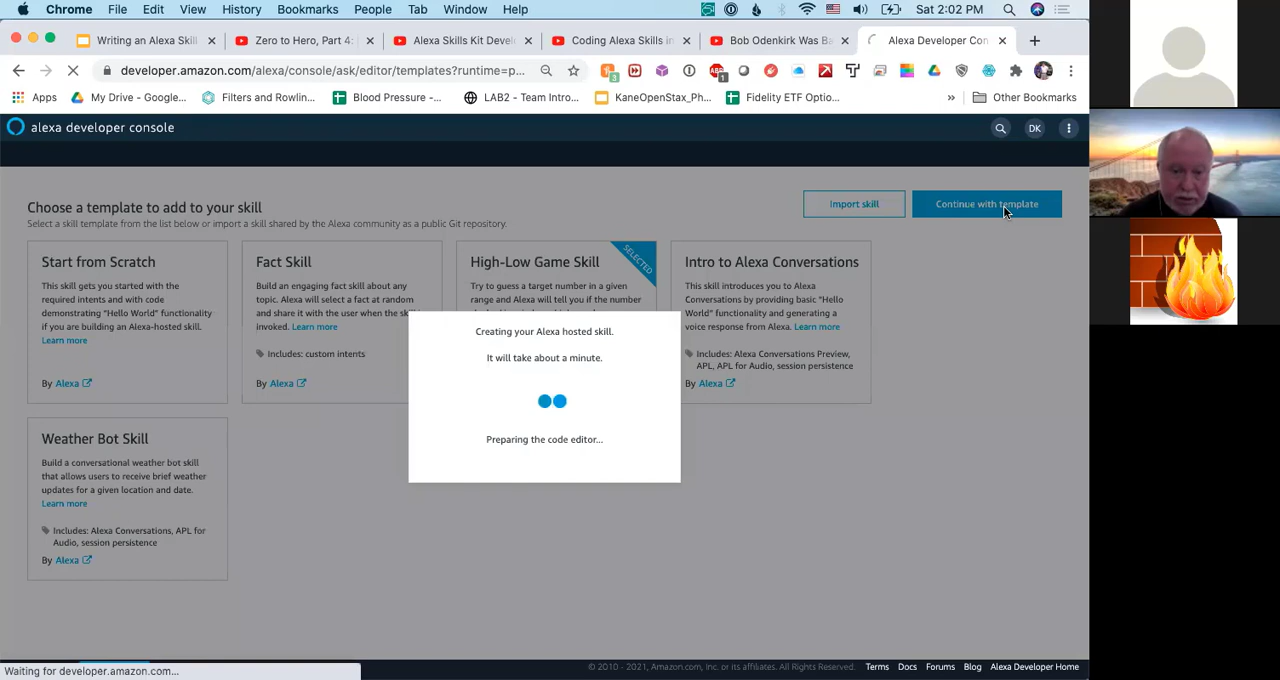 Chrome File Edit View History Bookmarks People Tab Window Help Sat 2:02 PM
Writing an Alexa Skill Zero to Hero, Part 4: Alexa Skills Kit Devel Coding Alexa Skills in Bob Odenkirk Was Ba Alexa Developer Con
developer.amazon.com/alexa/console/ask/editor/templates?runtime=p...
Apps My Drive - Google... Filters and Rowlin... Blood Pressure -... LAB2 - Team Intro... KaneOpenStax_Ph... Fidelity ETF Optio... » Other Bookmarks
alexa developer console DK
Choose a template to add to your skill
Import skill Continue with template
Select a skill template from the list below or import a skill shared by the Alexa community as a public Git repository.
Start from Scratch
This skill gets you started with the
required intents and with code
demonstrating "Hello World" functionality
if you are building an Alexa-hosted skill.
Learn more
By Alexa
Fact Skill
Build an engaging fact skill about any
topic. Alexa will select a fact at random
and share it with the user when the sk
invoked. Learn more
Includes: custom intents
By Alexa
High-Low Game Skill
SELECTED
Try to guess a target number in a given
range and Alexa will tell you if the number
Intro to Alexa Conversations
This skill introduces you to Alexa
Conversations by providing basic "Hello
World" functionality and generating a
voice response from Alexa. Learn more
Includes: Alexa Conversations Preview,
APL, APL for Audio, session persistence
By Alexa
Creating your Alexa hosted skill.
It will take about a minute.
Preparing the code editor...
Weather Bot Skill
Build a conversational weather bot skill
that allows users to receive brief weather
updates for a given location and date.
Learn more
Includes: Alexa Conversations, APL for
Audio, session persistence
By Alexa
Waiting for developer.amazon.com...
© 2010 - 2021, Amazon.com, Inc. or its affiliates. All Rights Reserved. Terms Docs Forums Blog Alexa Developer Home